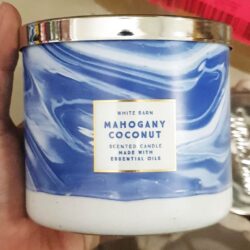 WHITE BARN
MAHOGANY
COCONUT
SCENTED CANDLE
MADE WITH
ESSENTIAL OILS